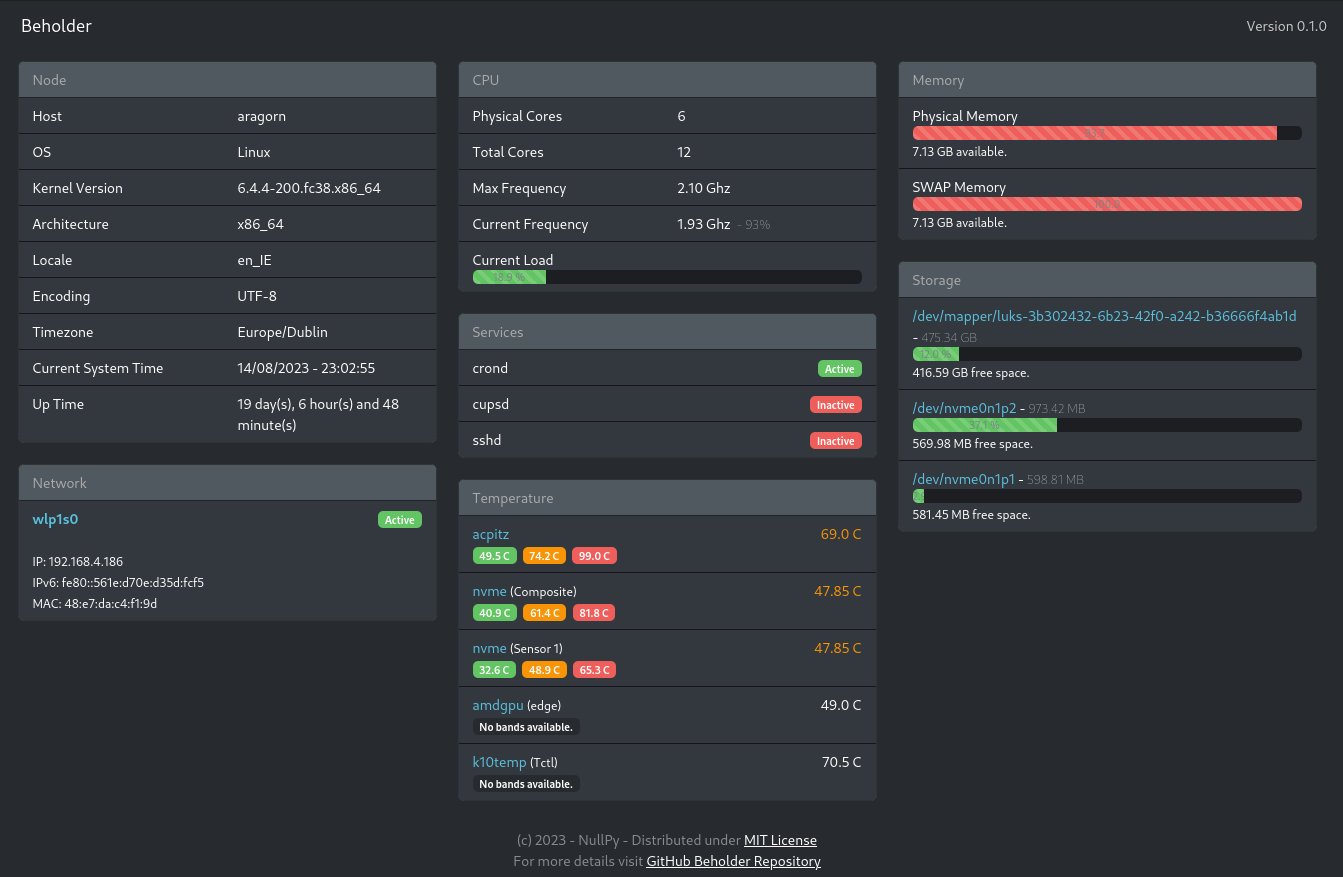 Beholder
Version 0.1.0
Node
Host aragorn
OS Linux
Kernel Version 6.4.4-200.fc38.x86_64
Architecture x86_64
Locale en_IE
Encoding UTF-8
Timezone Europe/Dublin
Current System Time 14/08/2023 - 23:02:55
Up Time 19 day(s), 6 hour(s) and 48
minute(s)
Network
wlp1s0 Active
IP: 192.168.4.186
IPv6: fe80::561e:d70e:d35d:fcf5
MAC: 48:e7:da:c4:f1:9d
CPU
Physical Cores 6
Total Cores 12
Max Frequency 2.10 Ghz
Current Frequency 1.93 Ghz - 93%
Current Load
18.9 %
Services
crond Active
cupsd Inactive
sshd Inactive
Temperature
acpitz 69.0 C
49.5 C 74.2 C 99.0 C
nvme (Composite) 47.85 C
40.9 C 61.4 C 81.8 C
nvme (Sensor 1) 47.85 C
32.6 C 48.9 C 65.3 C
amdgpu (edge) 49.0 C
No bands available.
k10temp (Tctl) 70.5 C
No bands available.
Memory
Physical Memory
7.13 GB available.
SWAP Memory
7.13 GB available.
Storage
/dev/mapper/luks-3b302432-6b23-42f0-a242-b36666f4ab1d
- 475.34 GB
12.0 %
416.59 GB free space.
/dev/nvme0n1p2 - 973.42 MB
37.1 %
569.98 MB free space.
/dev/nvme0n1p1 - 598.81 MB
581.45 MB free space.
(c) 2023 - NullPy - Distributed under MIT License
For more details visit GitHub Beholder Repository